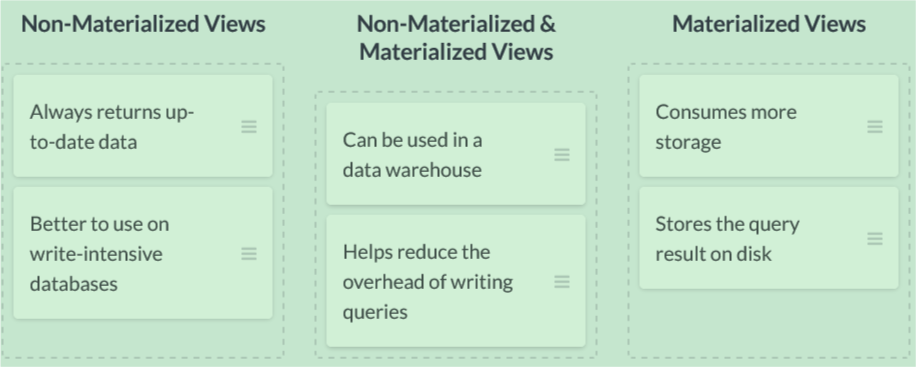 Non-Materialized Views
Always returns up-
to-date data
Better to use on
write-intensive
databases
Non-Materialized &
Materialized Views
Can be used in a
data warehouse
Helps reduce the
overhead of writing
queries
Materialized Views
Consumes more
storage
Stores the query
result on disk